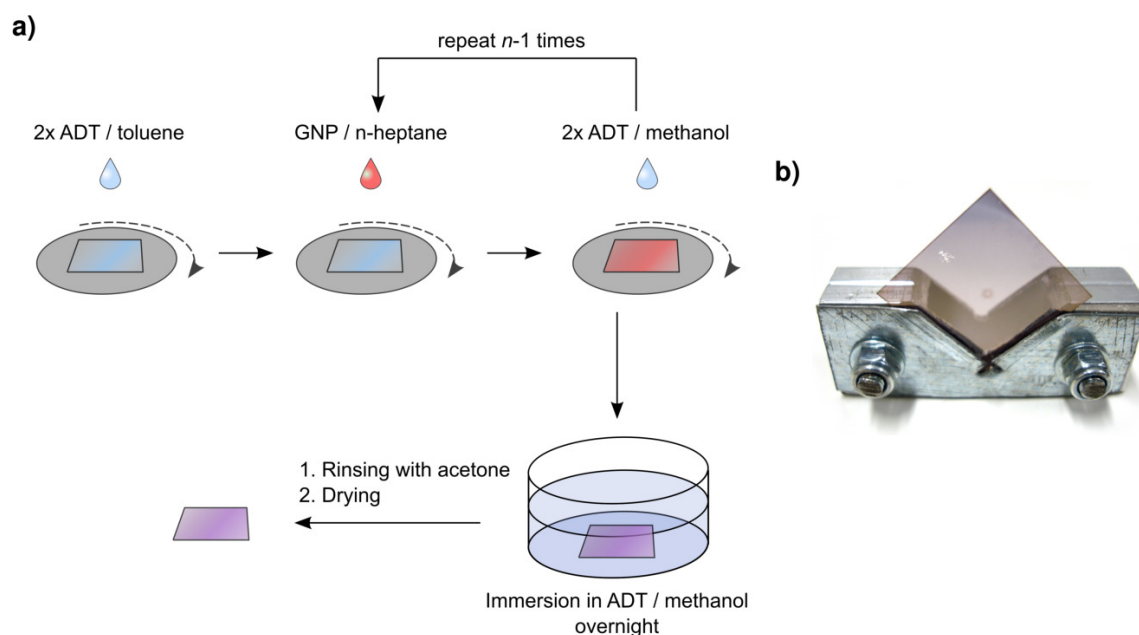 a)
repeat n-1 times
2x ADT / toluene
GNP / n-heptane
2x ADT / methanol
b)
1. Rinsing with acetone
2. Drying
Immersion in ADT / methanol
overnight